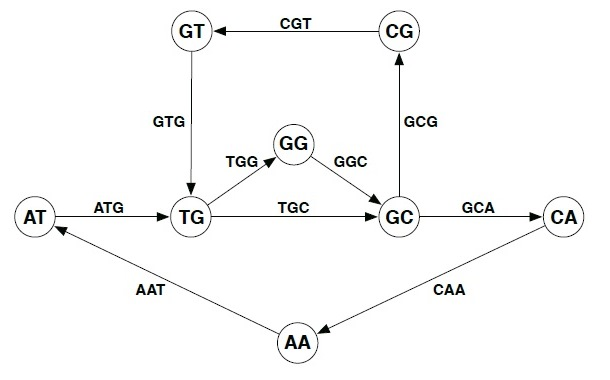 GT CGT CG
GTG GCG
GG
TGG GGC
AT ATG TG TGC GC GCA CA
AAT CAA
AA